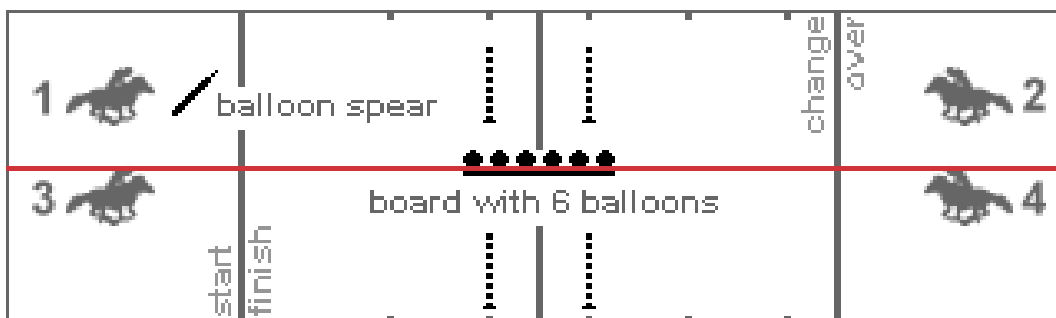 1
balloon spear
change
over
2
3
board with 6 balloons
4
start
finish